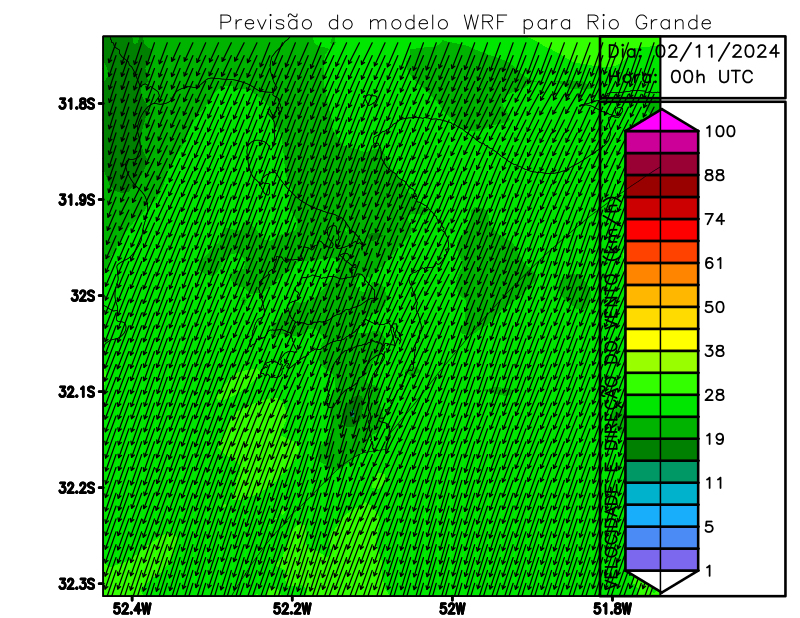 Previsão do modelo WRF para Rio Grande
Dia: 02/11/2024
Hora: 00h UTC
31.8S
31.9S
32S
32.1S
32.2S
32.3S
52.4W
52.2W
52W
51.8W
VELOCIDADE E DIREÇÃO DO VENTO (km/h)
100
88
74
61
50
38
28
19
11
5
1